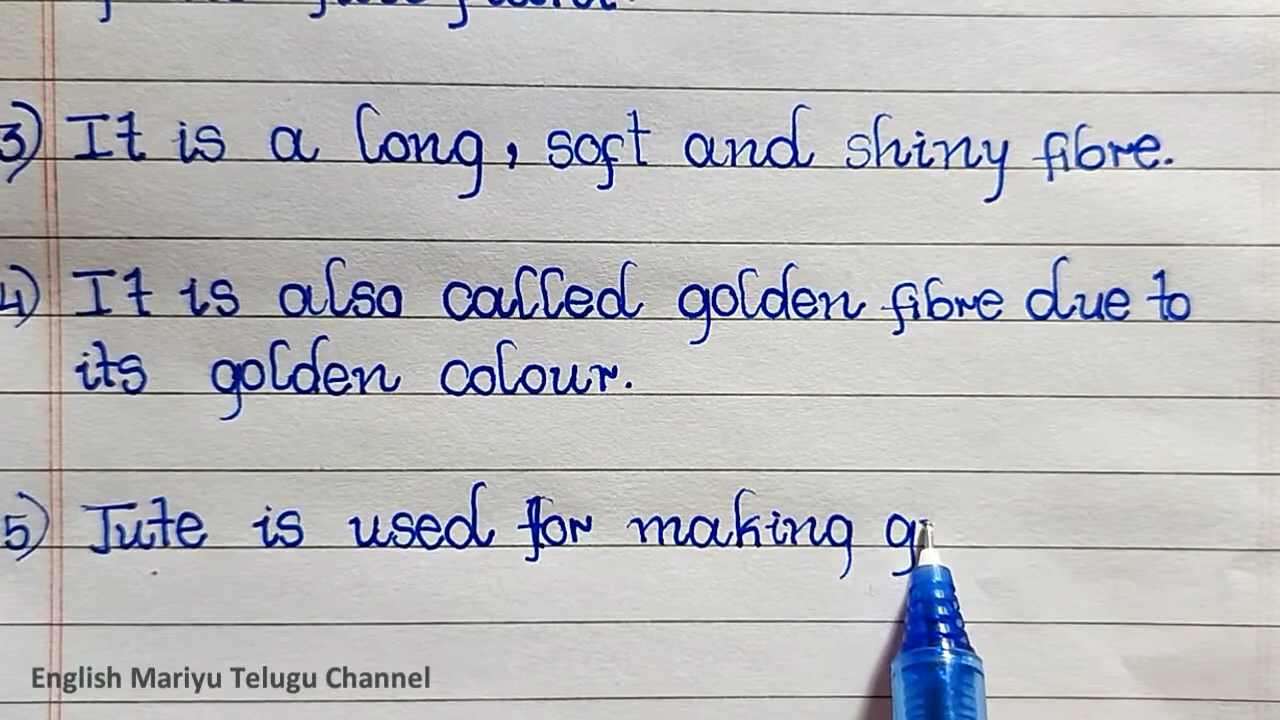 3) It is a long, soft and shiny fibre.
4) It is also called golden fibre due to
its golden colour.
5) Jute is used for making g
English Mariyu Telugu Channel